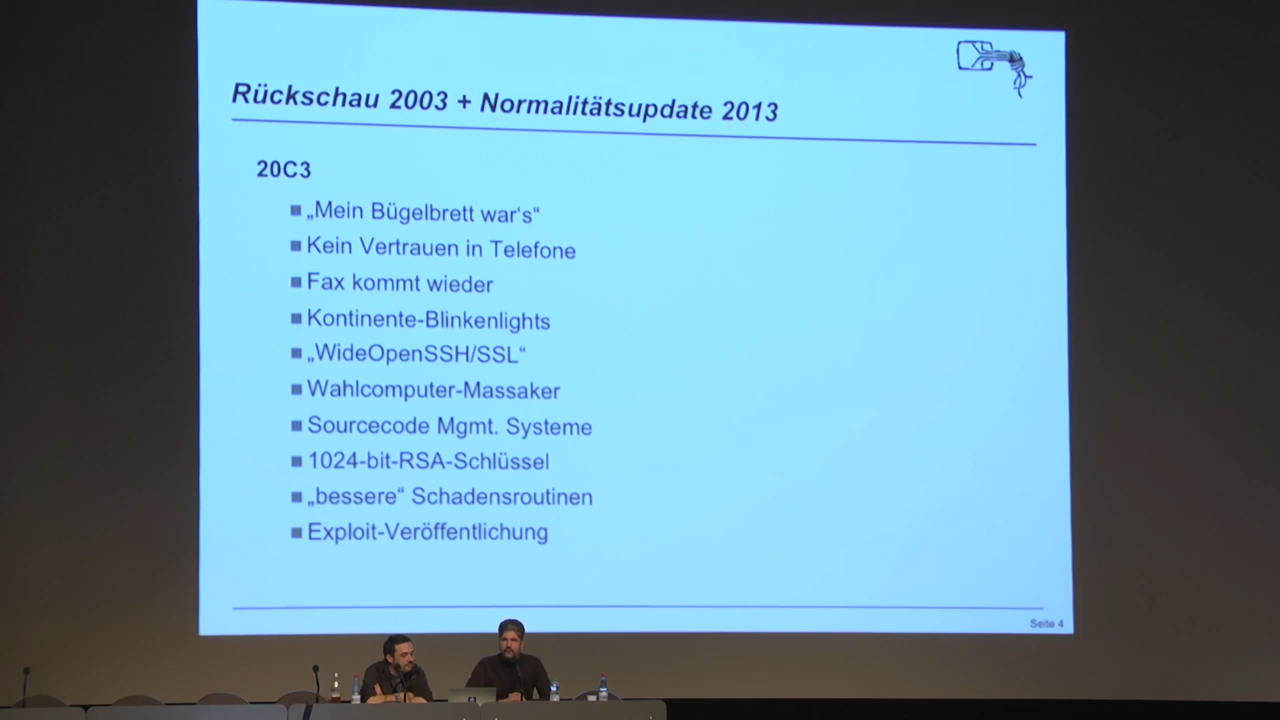 Rückschau 2003 + Normalitätsupdate 2013
20C3
„Mein Bügelbrett war‘s“
Kein Vertrauen in Telefone
Fax kommt wieder
Kontinente-Blinkenlights
„WideOpenSSH/SSL“
Wahlcomputer-Massaker
Sourcecode Mgmt. Systeme
1024-bit-RSA-Schlüssel
„bessere“ Schadensroutinen
Exploit-Veröffentlichung
Seite 4